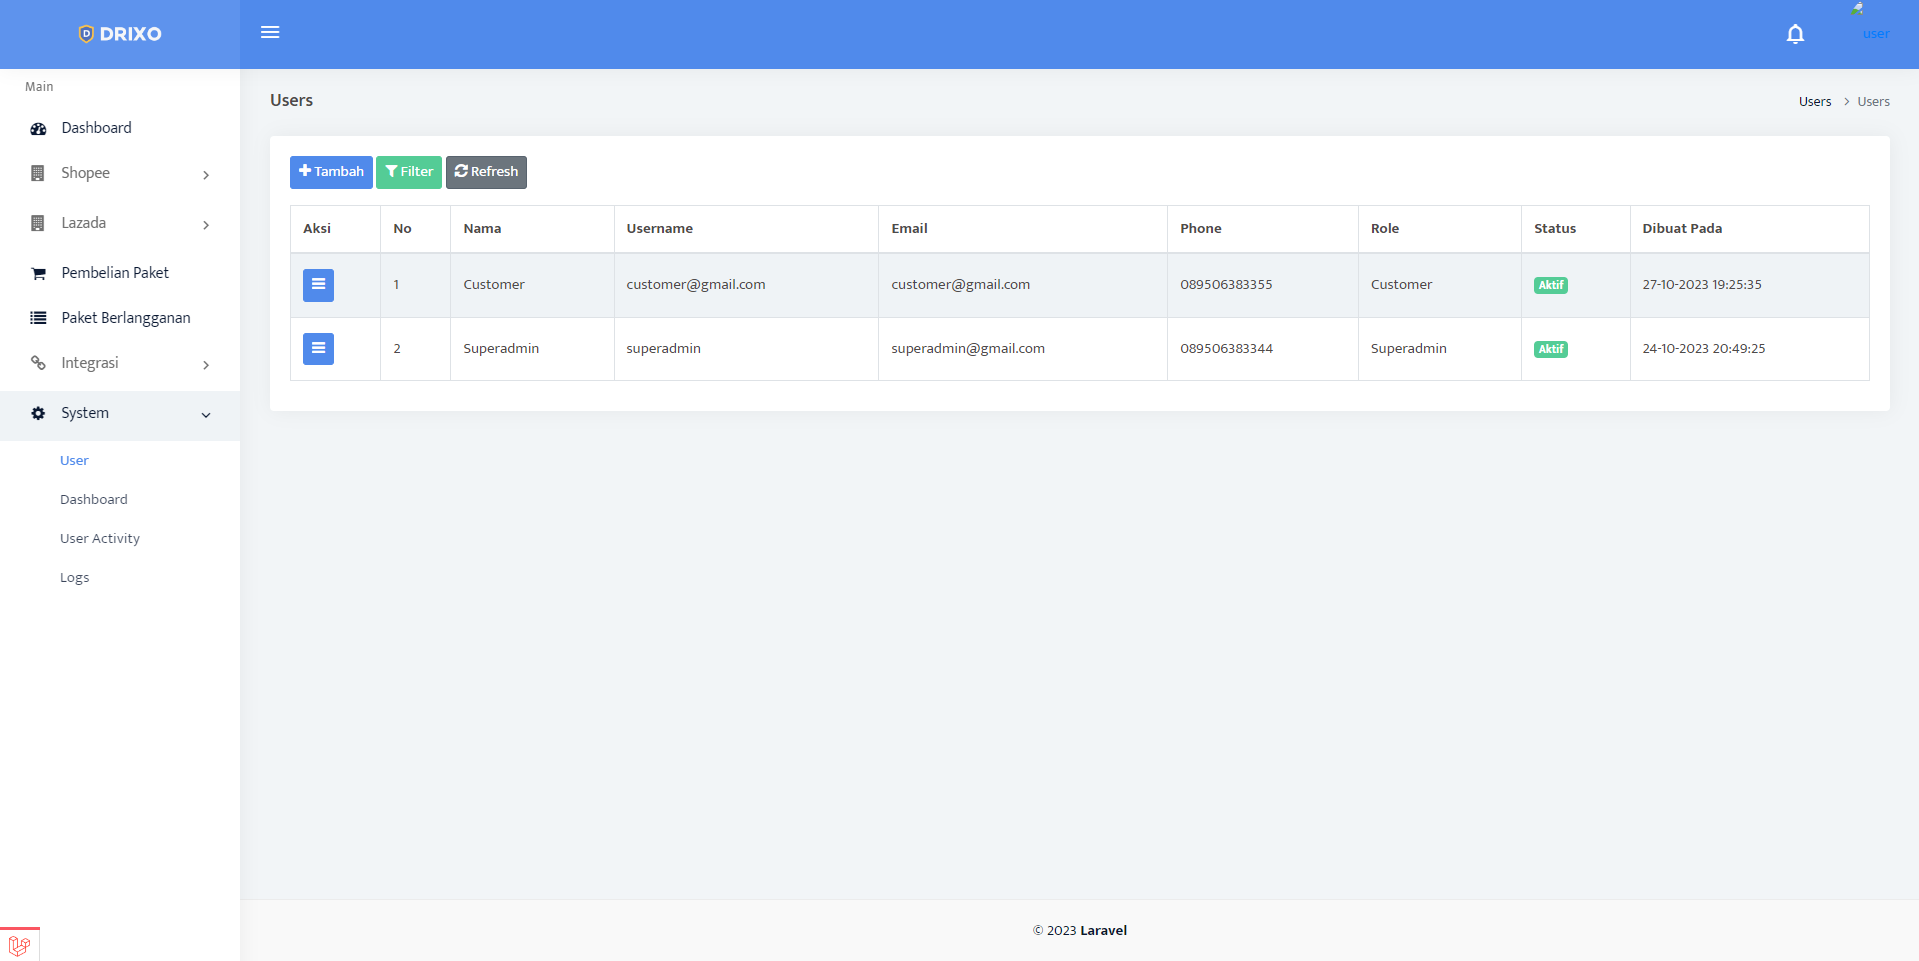 DRIXO
user
Main
Dashboard
Shopee
Lazada
Pembelian Paket
Paket Berlangganan
Integrasi
System
User
Dashboard
User Activity
Logs
Users
Users > Users
Tambah Filter Refresh
Aksi No Nama Username Email Phone Role Status Dibuat Pada
1 Customer customer@gmail.com customer@gmail.com 089506383355 Customer Aktif 27-10-2023 19:25:35
2 Superadmin superadmin superadmin@gmail.com 089506383344 Superadmin Aktif 24-10-2023 20:49:25
© 2023 Laravel